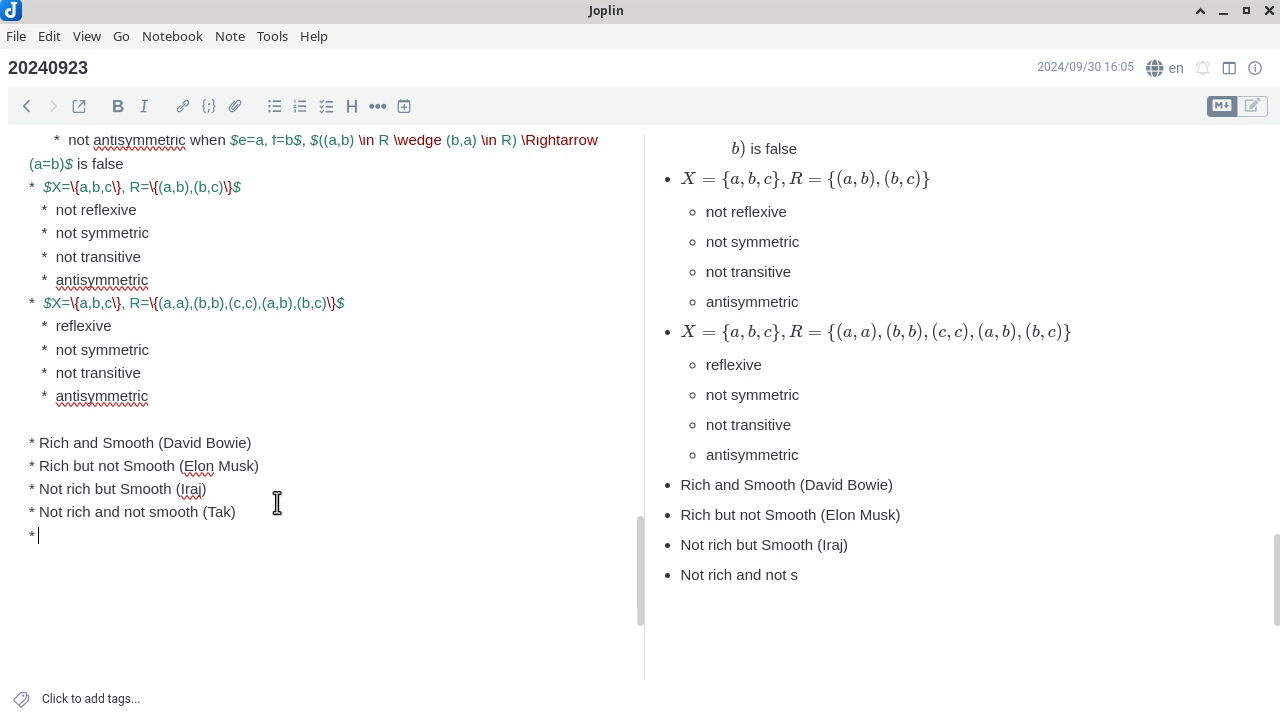 Joplin
File Edit View Go Notebook Note Tools Help
20240923
2024/09/30 16:05 en
* not antisymmetric when $e=a, f=b$, $((a,b) \in R \wedge (b,a) \in R) \Rightarrow
(a=b)$ is false
* $X=\{a,b,c\}, R=\{(a,b),(b,c)\}$
* not reflexive
* not symmetric
* not transitive
* antisymmetric
* $X=\{a,b,c\}, R=\{(a,a),(b,b),(c,c),(a,b),(b,c)\}$
* reflexive
* not symmetric
* not transitive
* antisymmetric
* Rich and Smooth (David Bowie)
* Rich but not Smooth (Elon Musk)
* Not rich but Smooth (Iraj)
* Not rich and not smooth (Tak)
*
b) is false
• X = {a, b, c}, R = {(a, b), (b, c)}
◦ not reflexive
◦ not symmetric
◦ not transitive
◦ antisymmetric
• X = {a, b, c}, R = {(a, a), (b, b), (c, c), (a, b), (b, c)}
◦ reflexive
◦ not symmetric
◦ not transitive
◦ antisymmetric
• Rich and Smooth (David Bowie)
• Rich but not Smooth (Elon Musk)
• Not rich but Smooth (Iraj)
• Not rich and not s
Click to add tags...